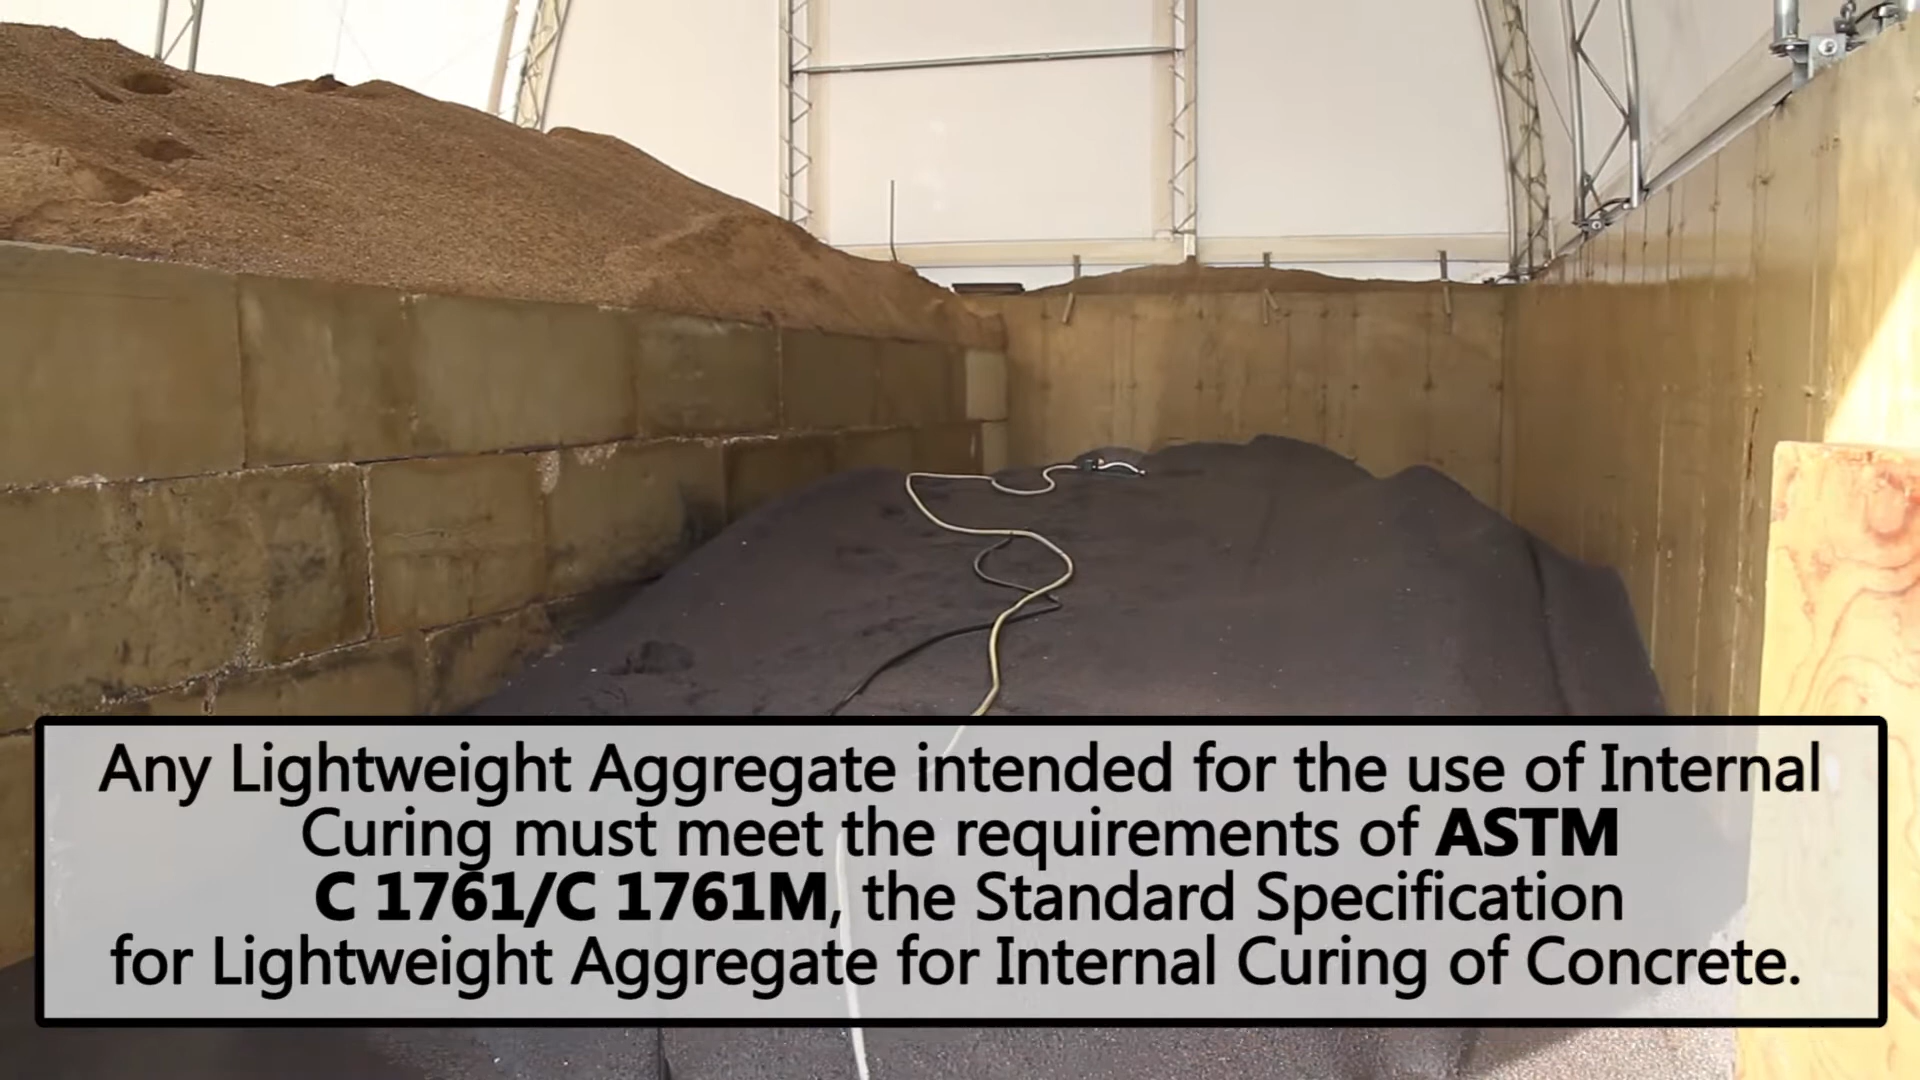 Any Lightweight Aggregate intended for the use of Internal
Curing must meet the requirements of ASTM
C 1761/C 1761M, the Standard Specification
for Lightweight Aggregate for Internal Curing of Concrete.